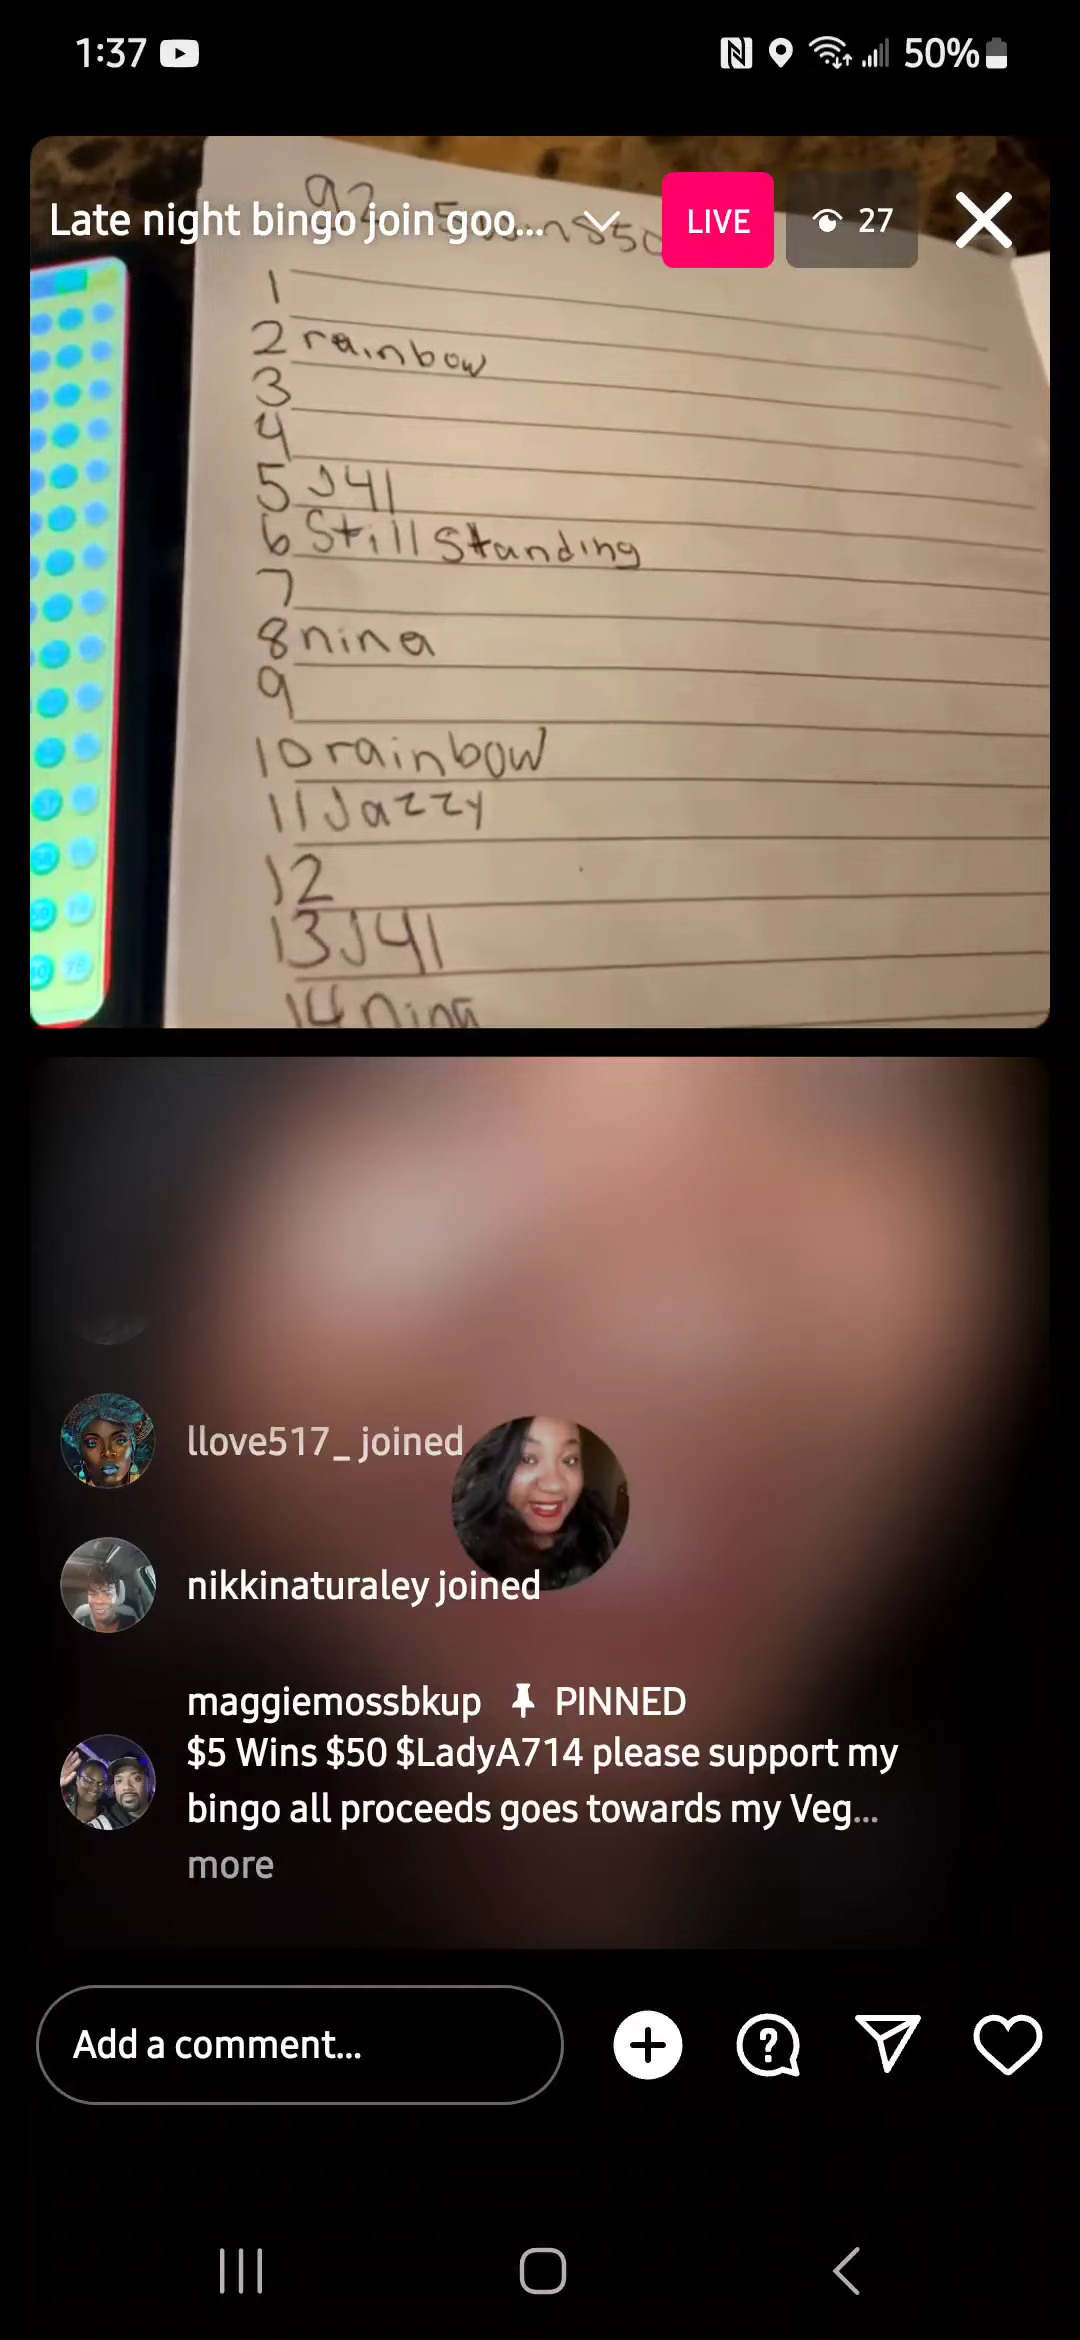 1:37
50%
Late night bingo join goo...
LIVE
27
92
1
2 rainbow
3
4
5 J41
6 Still Standing
7
8 nina
9
10 rainbow
11 Jazzy
12
13 J41
14 nina
llove517_ joined
nikkinaturaley joined
maggiemossbkup PINNED
$5 Wins $50 $LadyA714 please support my
bingo all proceeds goes towards my Veg...
more
Add a comment...